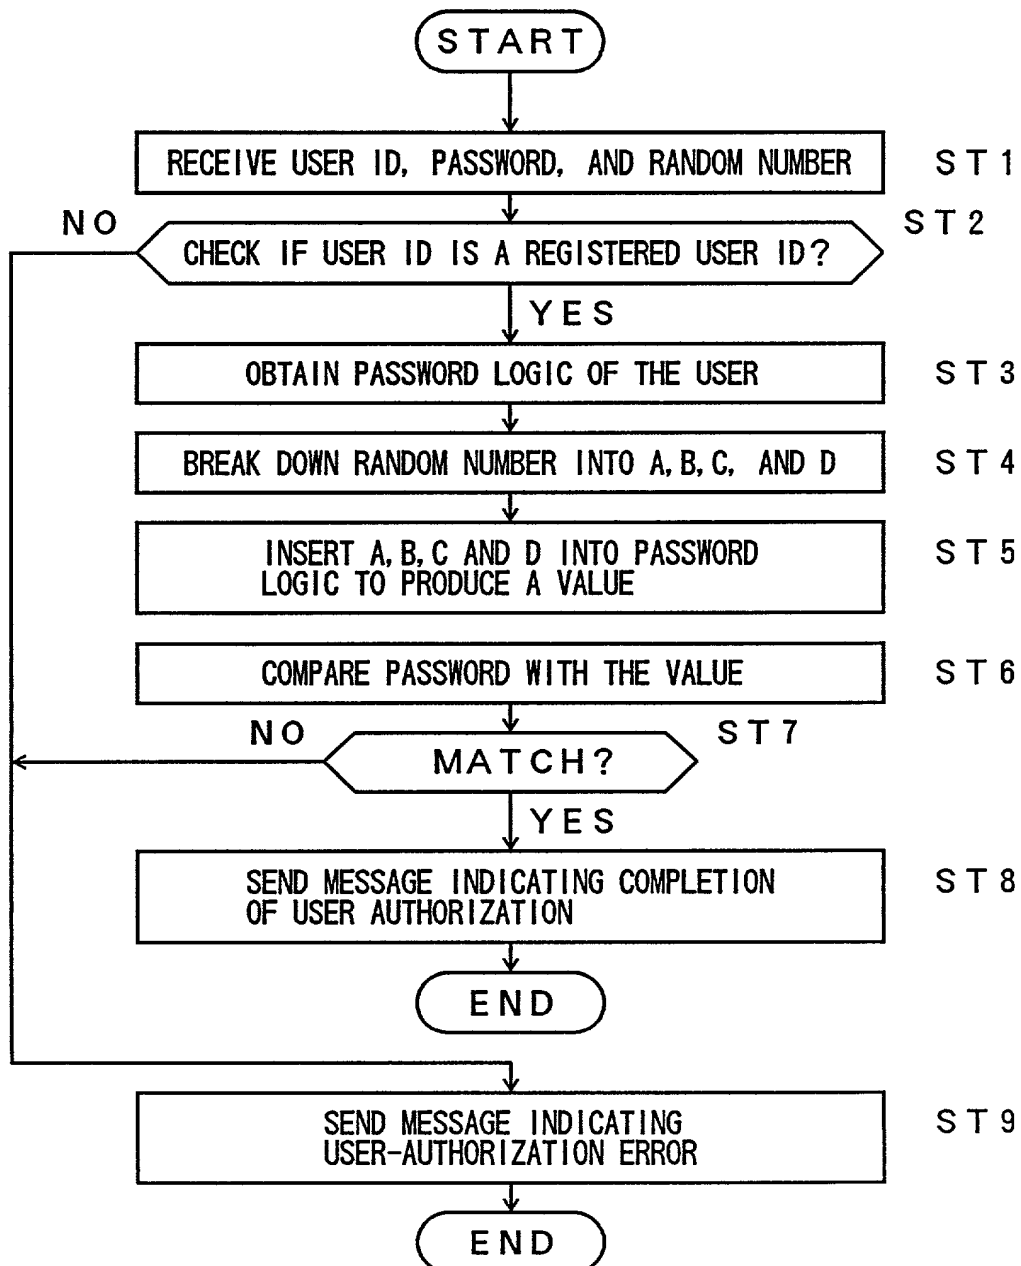 START
RECEIVE USER ID, PASSWORD, AND RANDOM NUMBER
ST1
NO
ST2
CHECK IF USER ID IS A REGISTERED USER ID?
YES
OBTAIN PASSWORD LOGIC OF THE USER
ST3
BREAK DOWN RANDOM NUMBER INTO A, B, C, AND D
ST4
INSERT A, B, C AND D INTO PASSWORD
LOGIC TO PRODUCE A VALUE
ST5
COMPARE PASSWORD WITH THE VALUE
ST6
NO
ST7
MATCH?
YES
SEND MESSAGE INDICATING COMPLETION
OF USER AUTHORIZATION
ST8
END
SEND MESSAGE INDICATING
USER-AUTHORIZATION ERROR
ST9
END